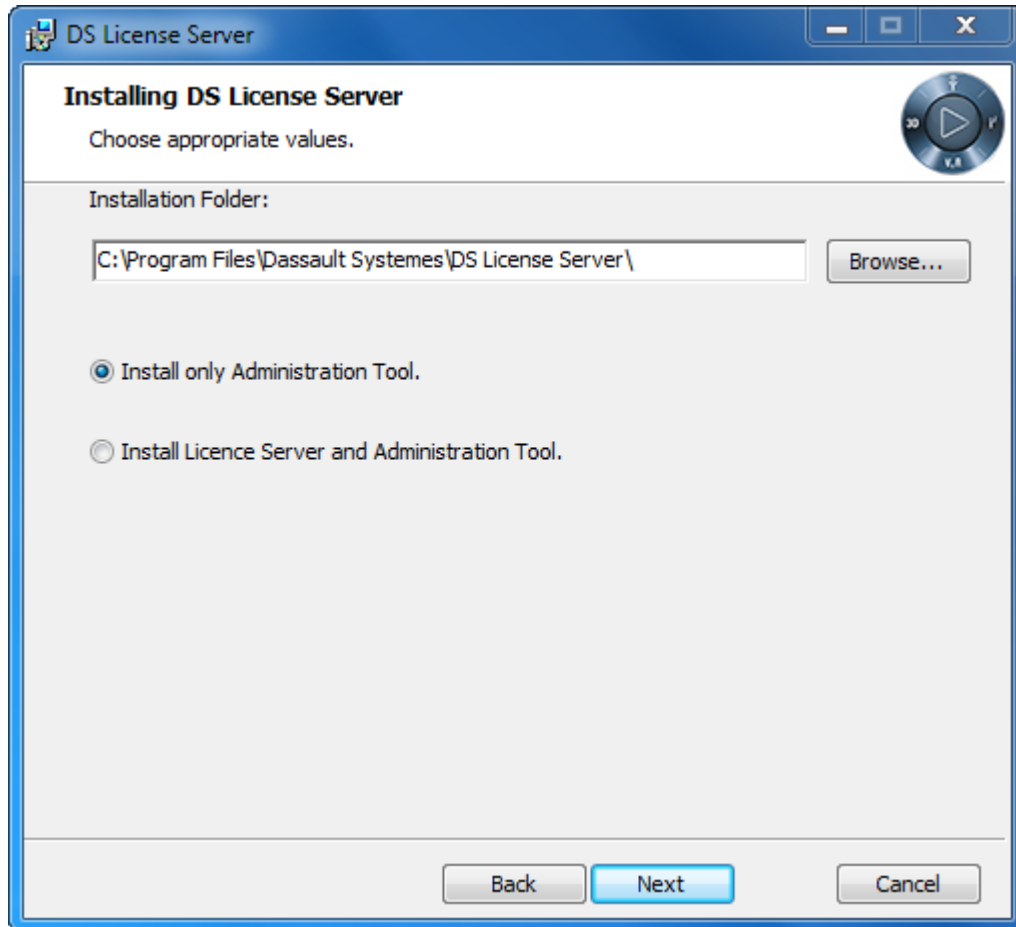 DS License Server
Installing DS License Server
Choose appropriate values.
Installation Folder:
C:\Program Files\Dassault Systemes\DS License Server\
Browse...
Install only Administration Tool.
Install Licence Server and Administration Tool.
Back Next Cancel